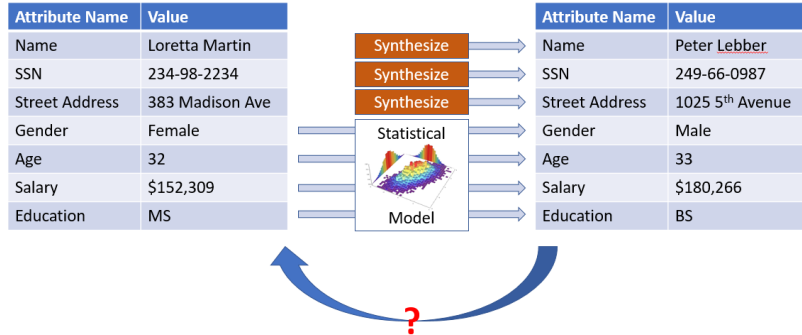 Attribute Name Value
Name Loretta Martin
SSN 234-98-2234
Street Address 383 Madison Ave
Gender Female
Age 32
Salary $152,309
Education MS
Synthesize
Synthesize
Synthesize
Statistical
Model
Attribute Name Value
Name Peter Lebber
SSN 249-66-0987
Street Address 1025 5th Avenue
Gender Male
Age 33
Salary $180,266
Education BS
?